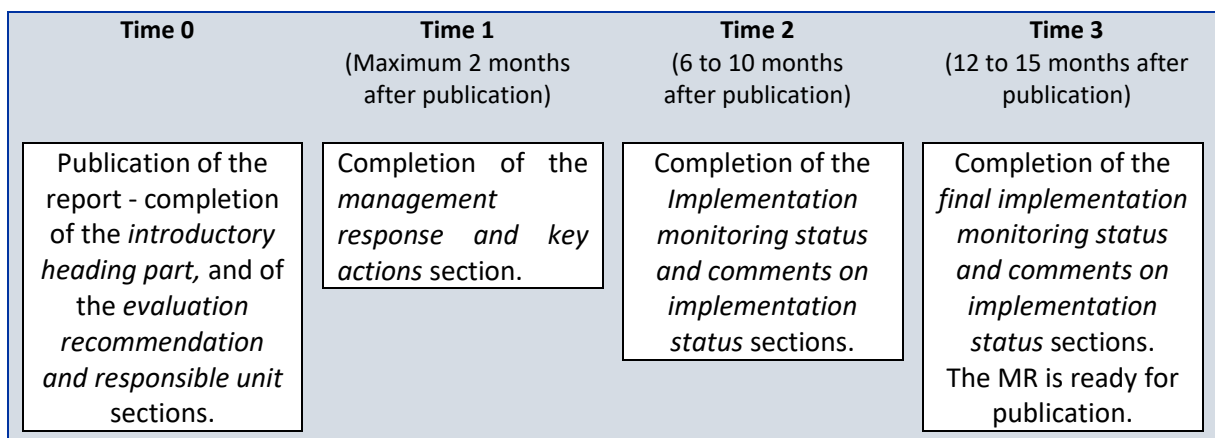 Time 0
Time 1
(Maximum 2 months
after publication)
Time 2
(6 to 10 months
after publication)
Time 3
(12 to 15 months after
publication)
Publication of the
report - completion
of the introductory
heading part, and of
the evaluation
recommendation
and responsible unit
sections.
Completion of the
management
response and key
actions section.
Completion of the
Implementation
monitoring status
and comments on
implementation
status sections.
Completion of the
final implementation
monitoring status
and comments on
implementation
status sections.
The MR is ready for
publication.